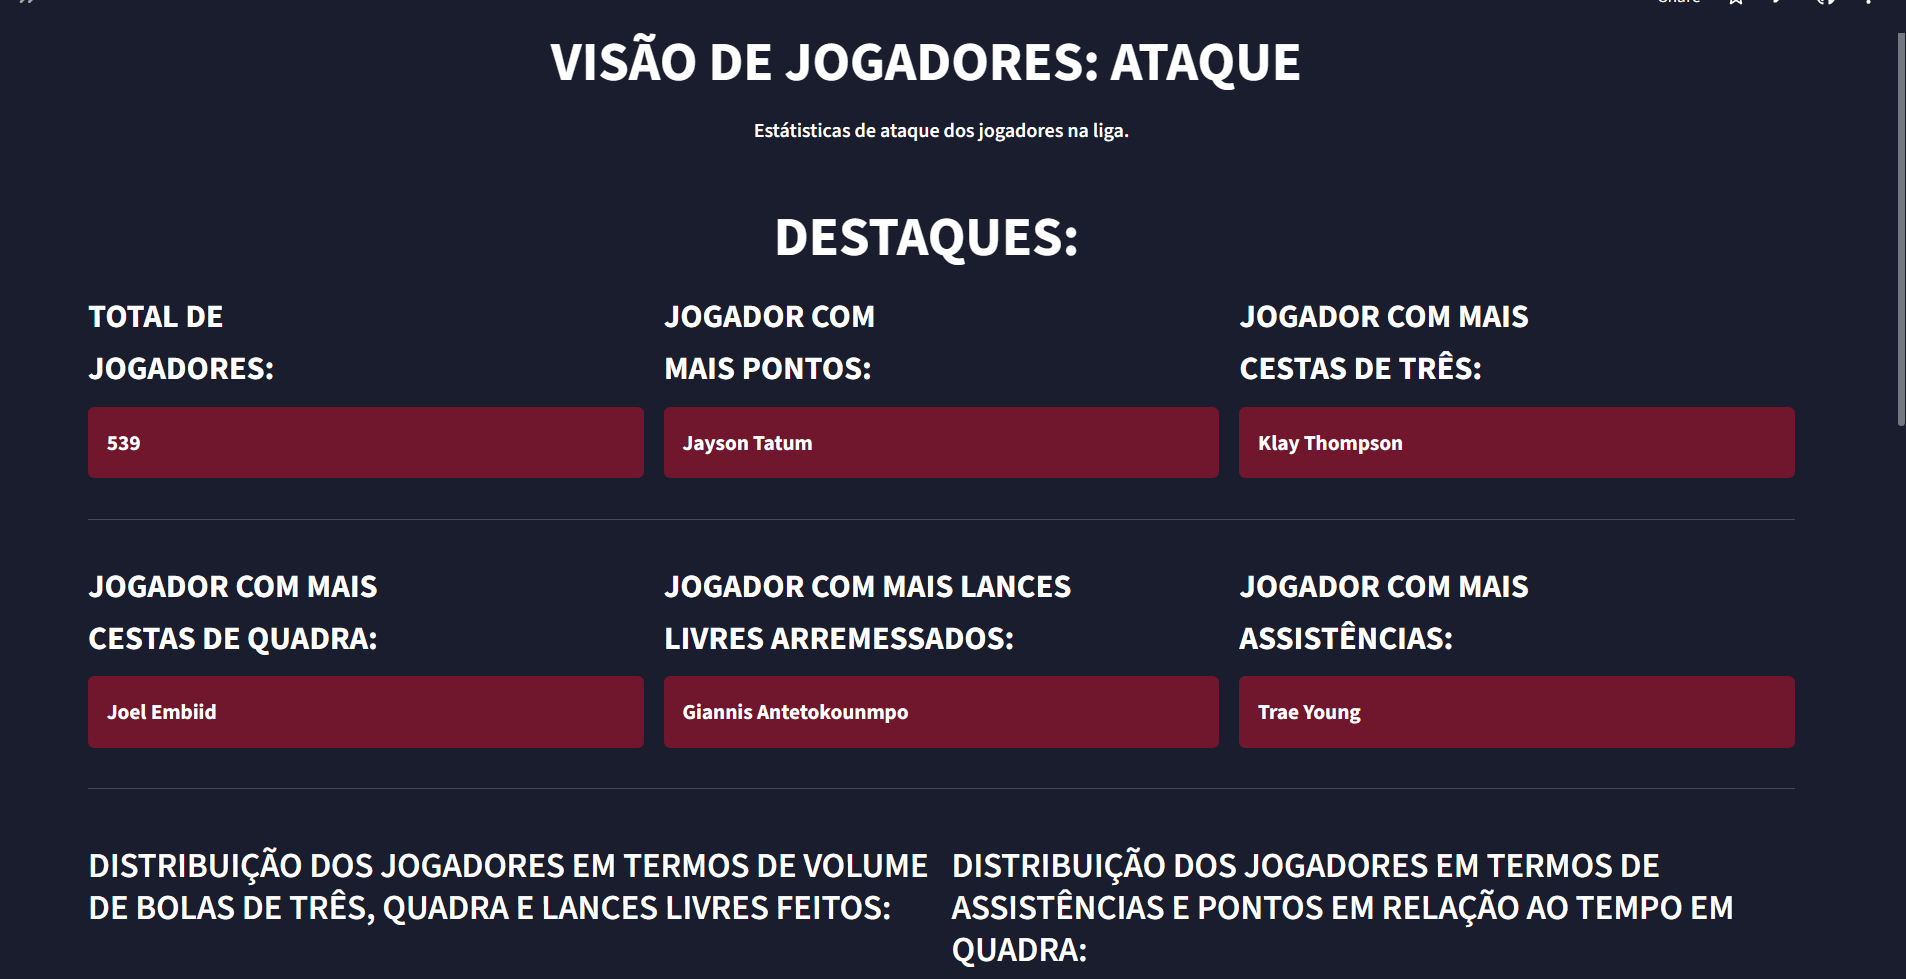 VISÃO DE JOGADORES: ATAQUE
Estátisticas de ataque dos jogadores na liga.
DESTAQUES:
TOTAL DE
JOGADORES:
539
JOGADOR COM
MAIS PONTOS:
Jayson Tatum
JOGADOR COM MAIS
CESTAS DE TRÊS:
Klay Thompson
JOGADOR COM MAIS
CESTAS DE QUADRA:
Joel Embiid
JOGADOR COM MAIS LANCES
LIVRES ARREMESSADOS:
Giannis Antetokounmpo
JOGADOR COM MAIS
ASSISTÊNCIAS:
Trae Young
DISTRIBUIÇÃO DOS JOGADORES EM TERMOS DE VOLUME
DE BOLAS DE TRÊS, QUADRA E LANCES LIVRES FEITOS:
DISTRIBUIÇÃO DOS JOGADORES EM TERMOS DE
ASSISTÊNCIAS E PONTOS EM RELAÇÃO AO TEMPO EM
QUADRA: